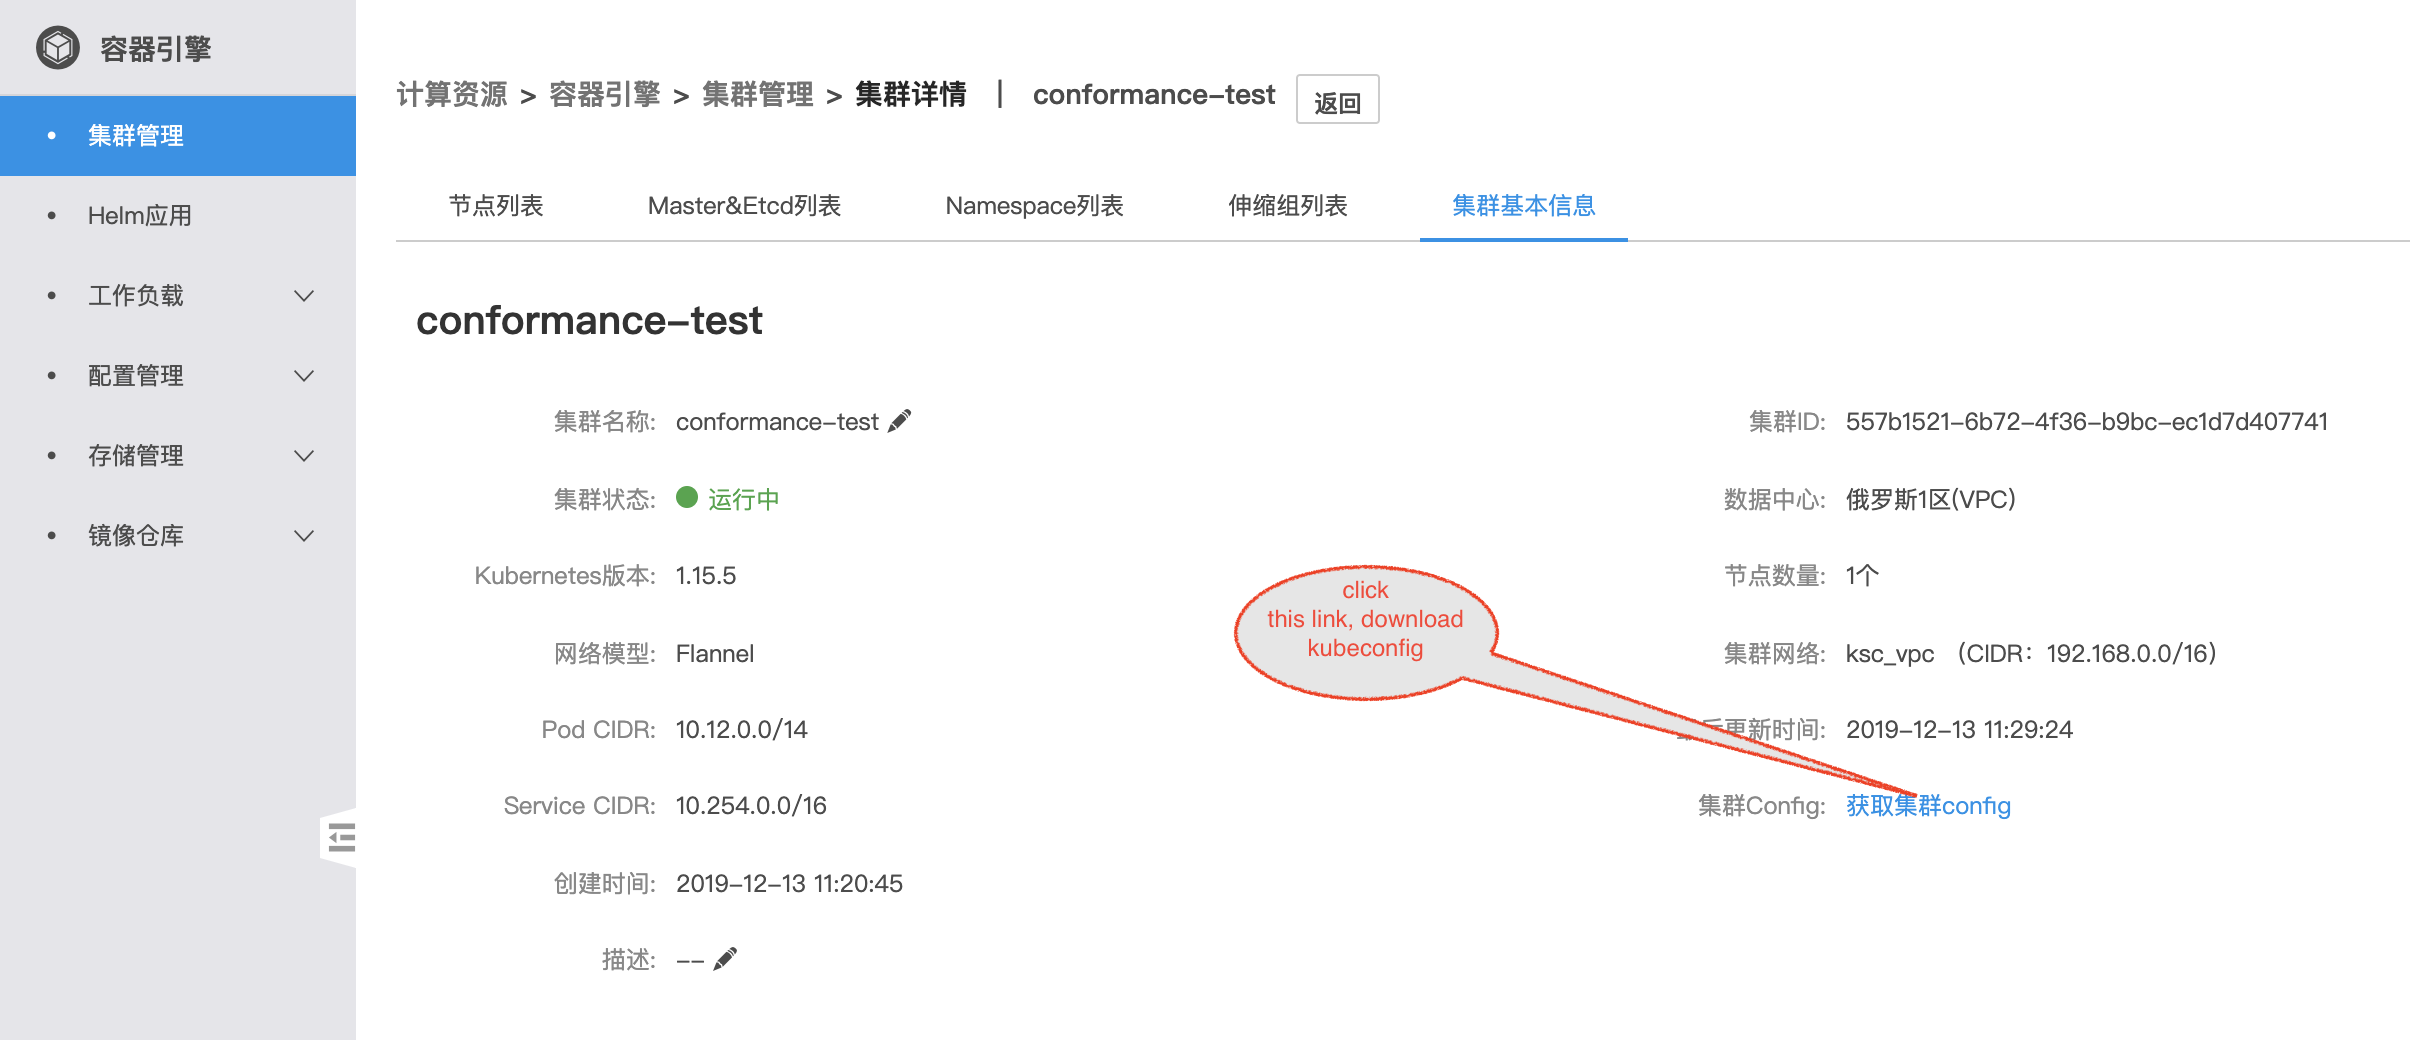 容器引擎
集群管理
Helm应用
工作负载
配置管理
存储管理
镜像仓库
计算资源 > 容器引擎 > 集群管理 > 集群详情 | conformance-test 返回
节点列表 Master&Etcd列表 Namespace列表 伸缩组列表 集群基本信息
conformance-test
集群名称: conformance-test
集群ID: 557b1521-6b72-4f36-b9bc-ec1d7d407741
集群状态: 运行中
数据中心: 俄罗斯1区(VPC)
Kubernetes版本: 1.15.5
节点数量: 1个
click
this link, download
kubeconfig
网络模型: Flannel
集群网络: ksc_vpc （CIDR：192.168.0.0/16）
Pod CIDR: 10.12.0.0/14
后更新时间: 2019-12-13 11:29:24
Service CIDR: 10.254.0.0/16
集群Config: 获取集群config
创建时间: 2019-12-13 11:20:45
描述: --